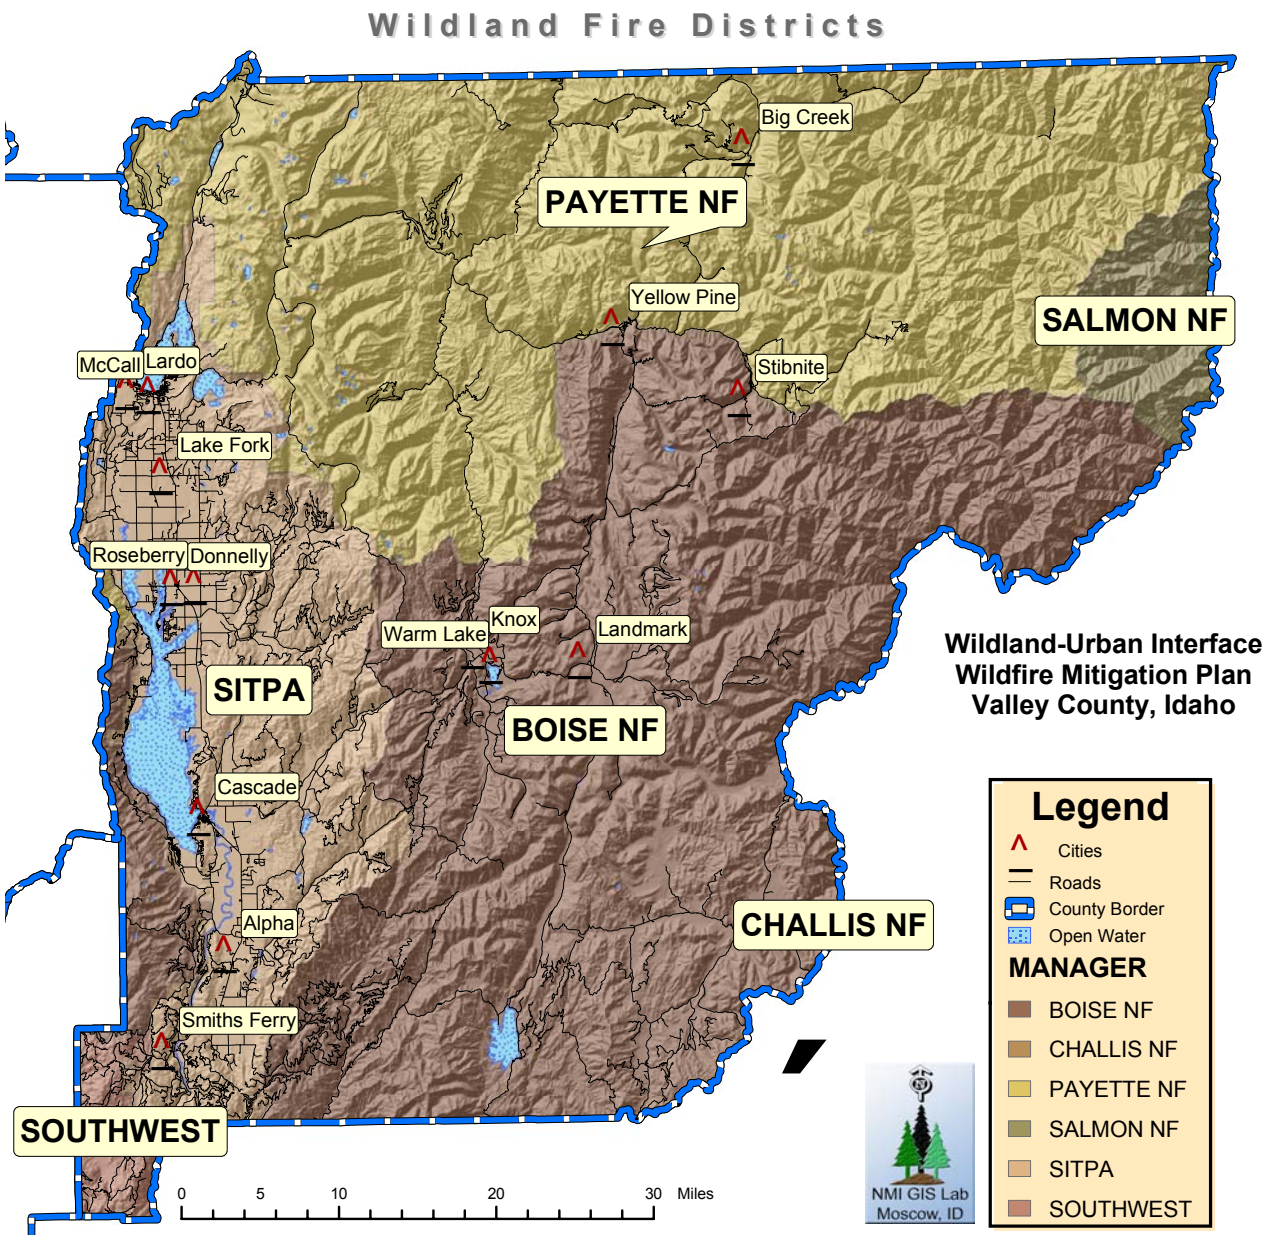 Wildland Fire Districts
Big Creek
PAYETTE NF
Yellow Pine
SALMON NF
McCall
Lardo
Stibnite
Lake Fork
Roseberry
Donnelly
Knox
Warm Lake
Landmark
SITPA
BOISE NF
Wildland-Urban Interface
Wildfire Mitigation Plan
Valley County, Idaho
Cascade
Alpha
CHALLIS NF
Smiths Ferry
SOUTHWEST
Legend
Cities
Roads
County Border
Open Water
MANAGER
BOISE NF
CHALLIS NF
PAYETTE NF
SALMON NF
SITPA
SOUTHWEST
N
NMI GIS Lab
Moscow, ID
0 5 10 20 30 Miles